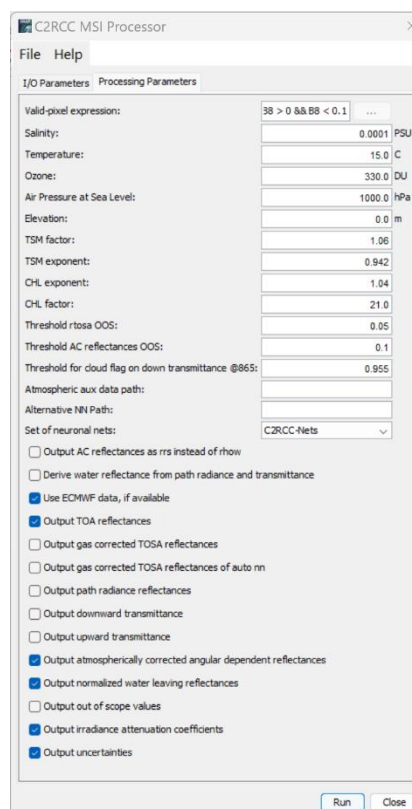 C2RCC MSI Processor
File Help
I/O Parameters Processing Parameters
Valid-pixel expression: B8 > 0 && B8 < 0.1 ...
Salinity: 0.0001 PSU
Temperature: 15.0 C
Ozone: 330.0 DU
Air Pressure at Sea Level: 1000.0 hPa
Elevation: 0.0 m
TSM factor: 1.06
TSM exponent: 0.942
CHL exponent: 1.04
CHL factor: 21.0
Threshold rtosa OOS: 0.05
Threshold AC reflectances OOS: 0.1
Threshold for cloud flag on down transmittance @865: 0.955
Atmospheric aux data path:
Alternative NN Path:
Set of neuronal nets: C2RCC-Nets
Output AC reflectances as rrs instead of rhow
Derive water reflectance from path radiance and transmittance
Use ECMWF data, if available
Output TOA reflectances
Output gas corrected TOSA reflectances
Output gas corrected TOSA reflectances of auto nn
Output path radiance reflectances
Output downward transmittance
Output upward transmittance
Output atmospherically corrected angular dependent reflectances
Output normalized water leaving reflectances
Output out of scope values
Output irradiance attenuation coefficients
Output uncertainties
Run Close